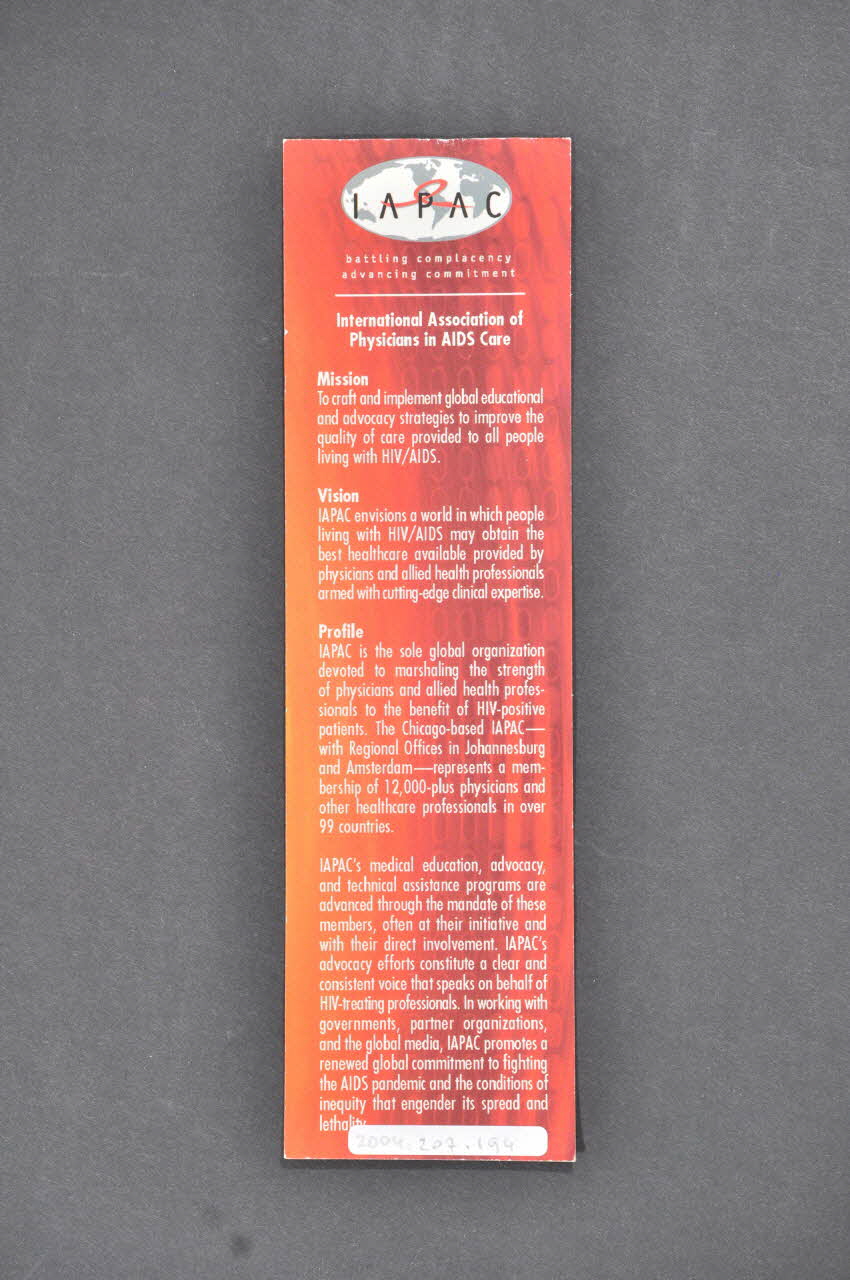 IAPAC
battling complacency
advancing commitment
International Association of
Physicians in AIDS Care
Mission
To craft and implement global educational
and advocacy strategies to improve the
quality of care provided to all people
living with HIV/AIDS.
Vision
IAPAC envisions a world in which people
living with HIV/AIDS may obtain the
best healthcare available provided by
physicians and allied health professionals
armed with cutting-edge clinical expertise.
Profile
IAPAC is the sole global organization
devoted to marshaling the strength
of physicians and allied health profes-
sionals to the benefit of HIV-positive
patients. The Chicago-based IAPAC—
with Regional Offices in Johannesburg
and Amsterdam—represents a mem-
bership of 12,000-plus physicians and
other healthcare professionals in over
99 countries.
IAPAC's medical education, advocacy,
and technical assistance programs are
advanced through the mandate of these
members, often at their initiative and
with their direct involvement. IAPAC's
advocacy efforts constitute a clear and
consistent voice that speaks on behalf of
HIV-treating professionals. In working with
governments, partner organizations,
and the global media, IAPAC promotes a
renewed global commitment to fighting
the AIDS pandemic and the conditions of
inequity that engender its spread and
lethality
2004.207.194